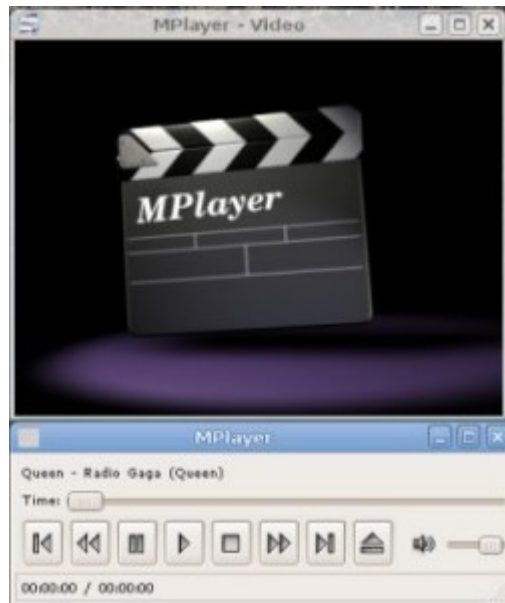 MPlayer - Video
MPlayer
MPlayer
Queen - Radio Gaga (Queen)
Time:
00:00:00 / 00:00:00